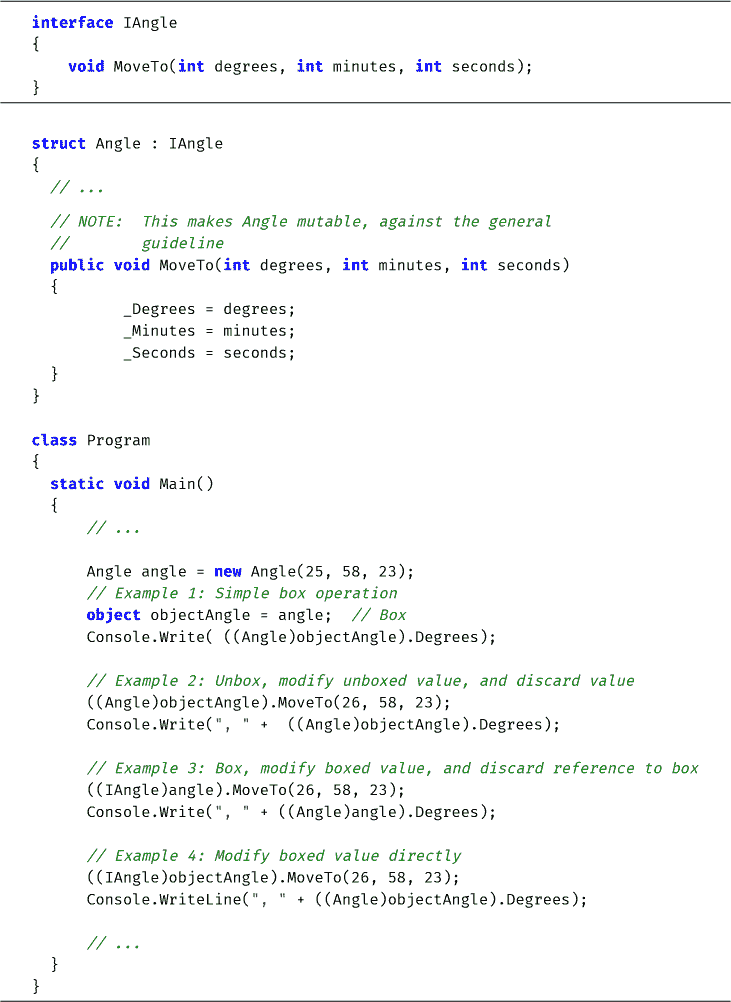 interface IAngle
{
    void MoveTo(int degrees, int minutes, int seconds);
}
struct Angle : IAngle
{
  // ...
  // NOTE:  This makes Angle mutable, against the general
  //        guideline
  public void MoveTo(int degrees, int minutes, int seconds)
  {
          _Degrees = degrees;
          _Minutes = minutes;
          _Seconds = seconds;
  }
}
class Program
{
  static void Main()
  {
      // ...
      Angle angle = new Angle(25, 58, 23);
      // Example 1: Simple box operation
      object objectAngle = angle;  // Box
      Console.Write( ((Angle)objectAngle).Degrees);
      // Example 2: Unbox, modify unboxed value, and discard value
      ((Angle)objectAngle).MoveTo(26, 58, 23);
      Console.Write(", " +  ((Angle)objectAngle).Degrees);
      // Example 3: Box, modify boxed value, and discard reference to box
      ((IAngle)angle).MoveTo(26, 58, 23);
      Console.Write(", " + ((Angle)angle).Degrees);
      // Example 4: Modify boxed value directly
      ((IAngle)objectAngle).MoveTo(26, 58, 23);
      Console.WriteLine(", " + ((Angle)objectAngle).Degrees);
      // ...
  }
}